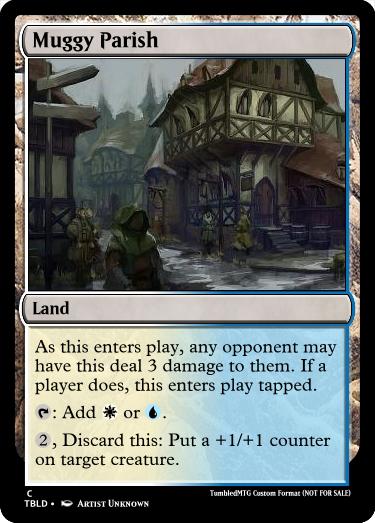 Muggy Parish
Land
As this enters play, any opponent may
have this deal 3 damage to them. If a
player does, this enters play tapped.
: Add or .
2, Discard this: Put a +1/+1 counter
on target creature.
C
TBLD • Artist Unknown
TumbledMTG Custom Format (NOT FOR SALE)